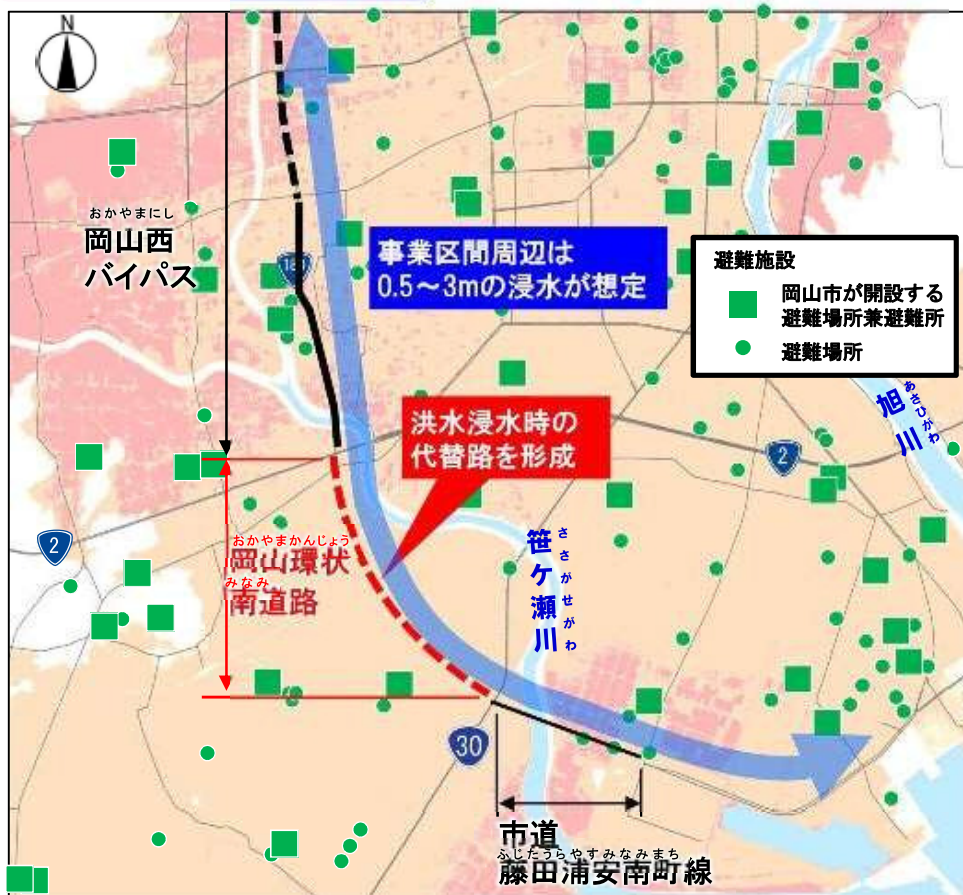 N
おかやまにし
岡山西
バイパス
180
事業区間周辺は
0.5～3mの浸水が想定
避難施設
岡山市が開設する
避難場所兼避難所
避難場所
洪水浸水時の
代替路を形成
旭川
あさひがわ
2
2
おかやまかんじょう
岡山環状
みなみ
南道路
笹ケ瀬川
ささがせがわ
30
市道
ふじたうらやすみなみまち
藤田浦安南町線